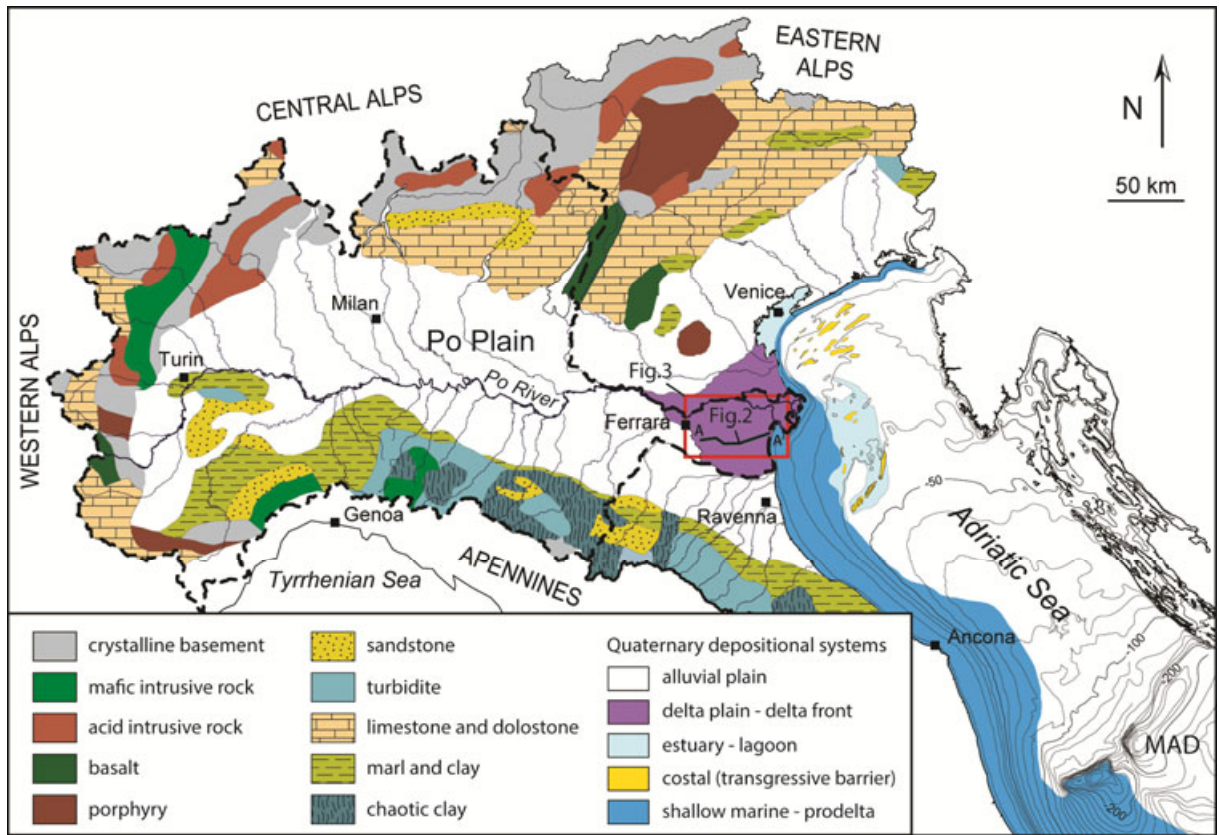 EASTERN
ALPS
CENTRAL ALPS
N
50 km
WESTERN ALPS
Milan
Venice
Turin
Po Plain
Po River
Fig.3
Ferrara
A
Fig.2
A'
-50
Genoa
Ravenna
APENNINES
Tyrrhenian Sea
Adriatic Sea
Ancona
-100
-200
MAD
-200
crystalline basement
mafic intrusive rock
acid intrusive rock
basalt
porphyry
sandstone
turbidite
limestone and dolostone
marl and clay
chaotic clay
Quaternary depositional systems
alluvial plain
delta plain - delta front
estuary - lagoon
costal (transgressive barrier)
shallow marine - prodelta